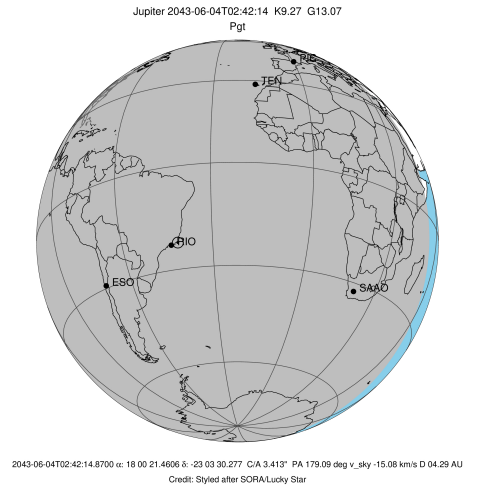 Jupiter 2043-06-04T02:42:14 K9.27 G13.07
Pgt
PIC
TEN
RIO
ESO
SAAO
2043-06-04T02:42:14.8700 α: 18 00 21.4606 δ: -23 03 30.277 C/A 3.413" PA 179.09 deg v_sky -15.08 km/s D 04.29 AU
Credit: Styled after SORA/Lucky Star